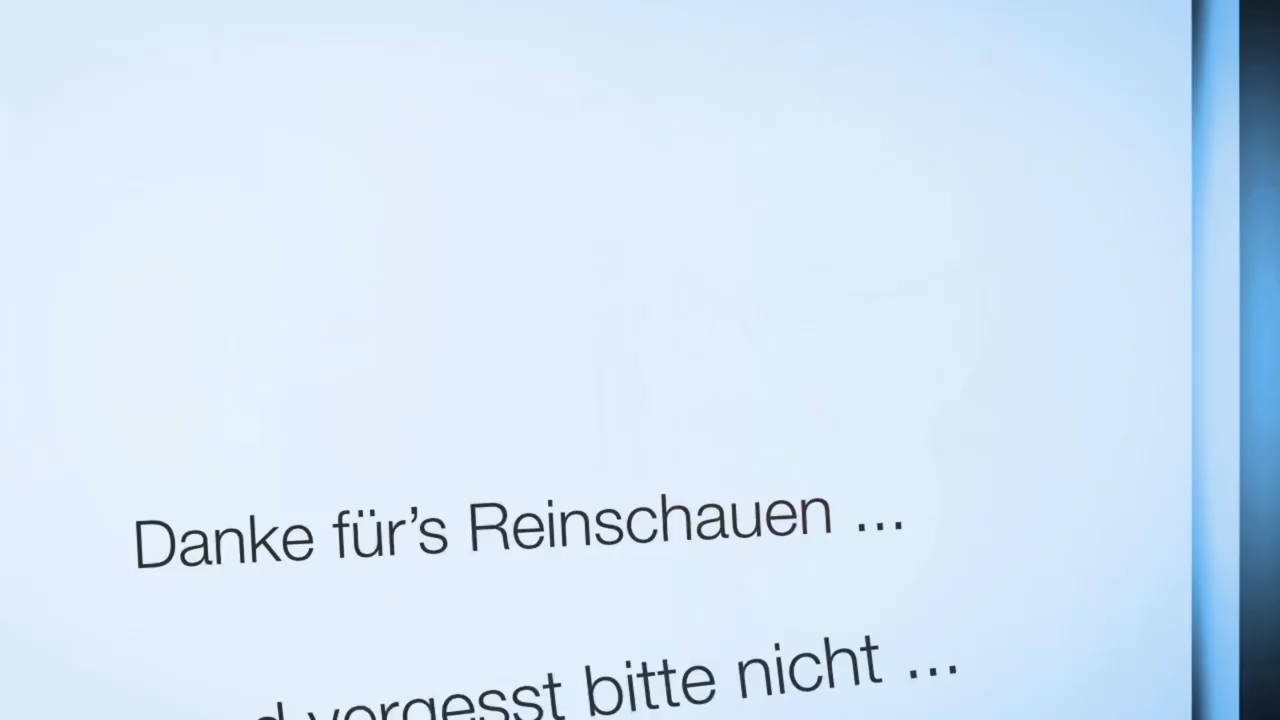 Danke für’s Reinschauen ...
vergesst bitte nicht ...